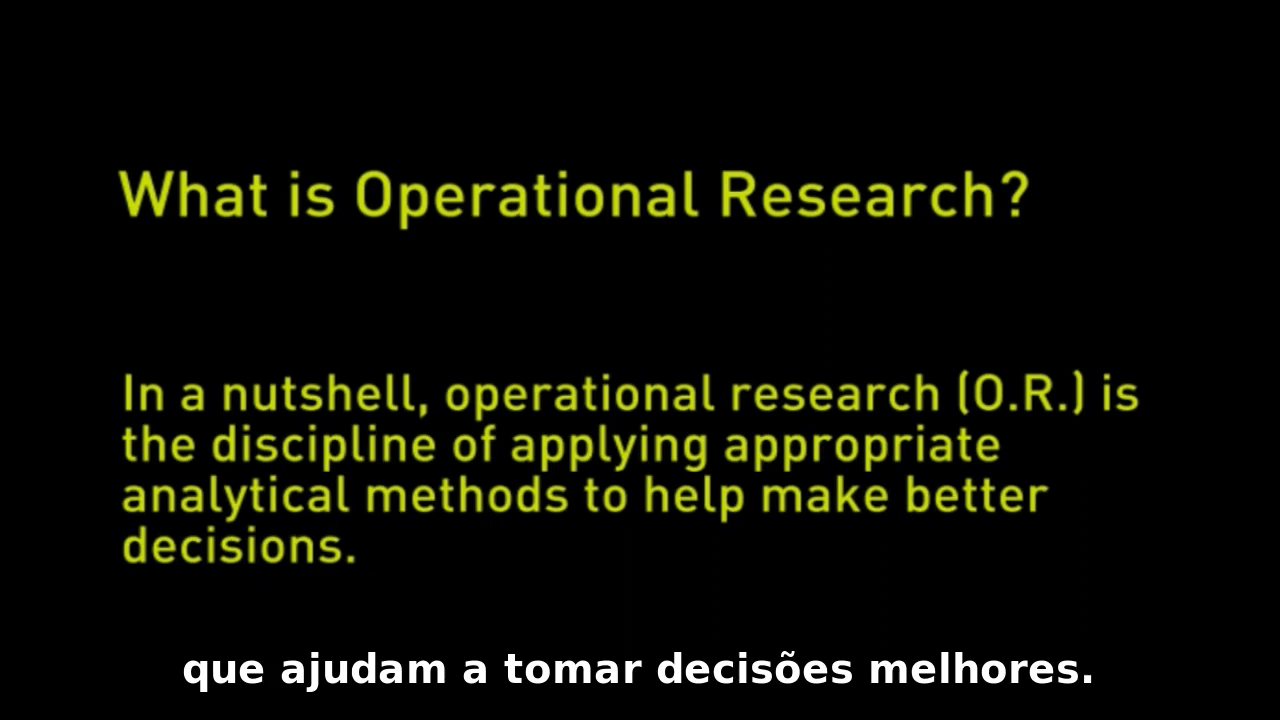 What is Operational Research?
In a nutshell, operational research (O.R.) is
the discipline of applying appropriate
analytical methods to help make better
decisions.
que ajudam a tomar decisões melhores.